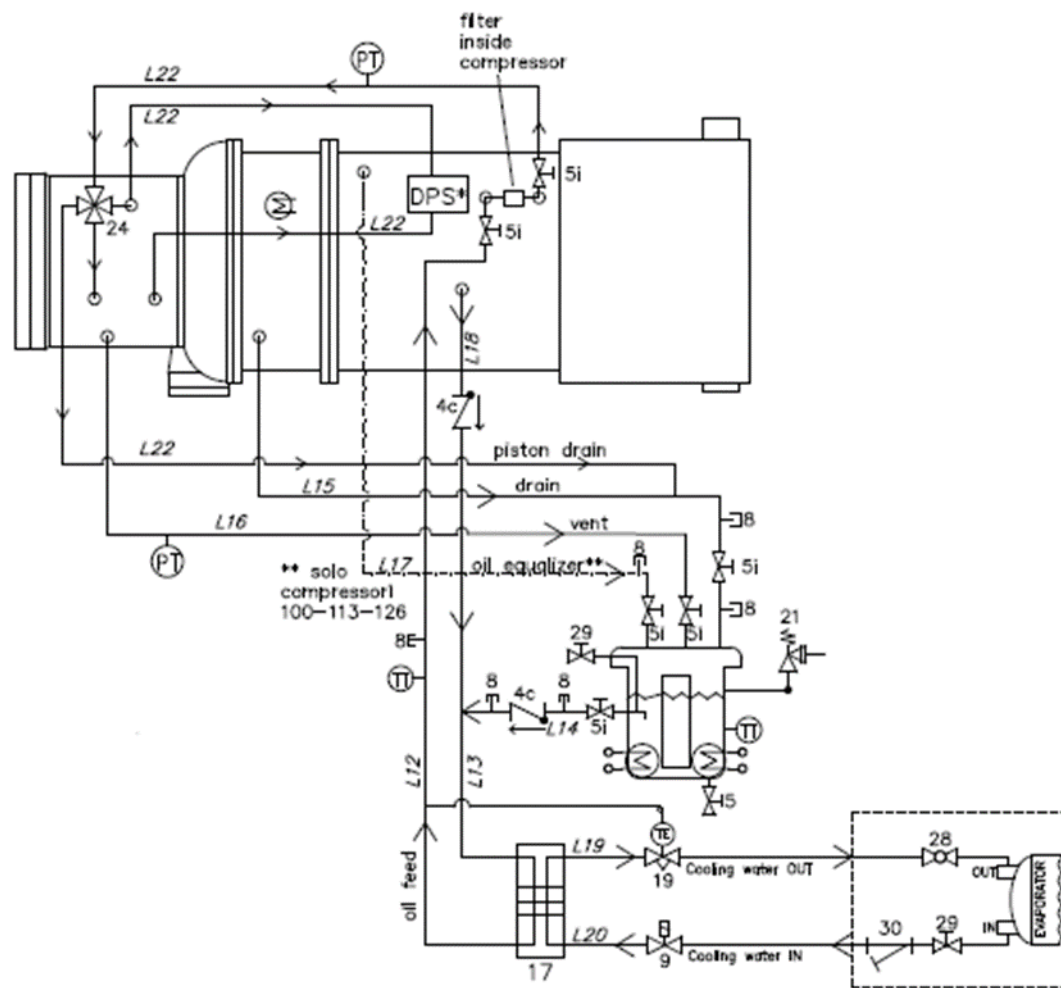 filter
inside
compressor
PT
L22
L22
5i
DPS*
24
L22
5i
L18
4c
L22
piston drain
L15
drain
8
L16
vent
PT
8
** solo
compressor1
100-113-126
L17
oil equalizer**
5i
8
8
TT
29
5i
5i
21
8
4c
8
5i
L14
TT
L12
L13
5
oil feed
TE
L19
19
Cooling water OUT
28
OUT
EVAPORATOR
IN
L20
9
Cooling water IN
30
29
17